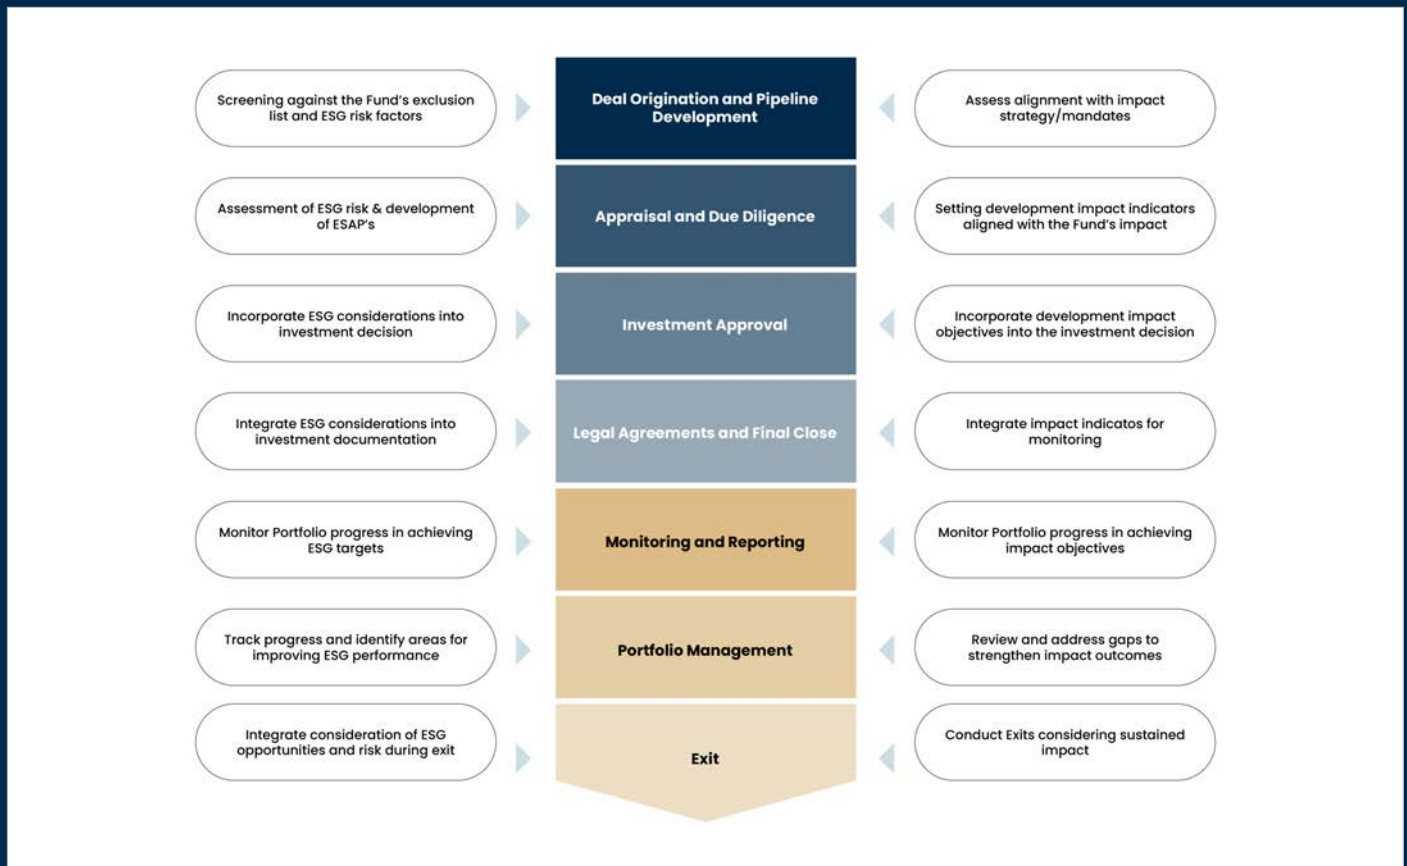 Screening against the Fund's exclusion
list and ESG risk factors
Deal Origination and Pipeline
Development
Assess alignment with impact
strategy/mandates
Assessment of ESG risk & development
of ESAP's
Appraisal and Due Diligence
Setting development impact indicators
aligned with the Fund's impact
Incorporate ESG considerations into
investment decision
Investment Approval
Incorporate development impact
objectives into the investment decision
Integrate ESG considerations into
investment documentation
Legal Agreements and Final Close
Integrate impact indicatos for
monitoring
Monitor Portfolio progress in achieving
ESG targets
Monitoring and Reporting
Monitor Portfolio progress in achieving
impact objectives
Track progress and identify areas for
improving ESG performance
Portfolio Management
Review and address gaps to
strengthen impact outcomes
Integrate consideration of ESG
opportunities and risk during exit
Exit
Conduct Exits considering sustained
impact